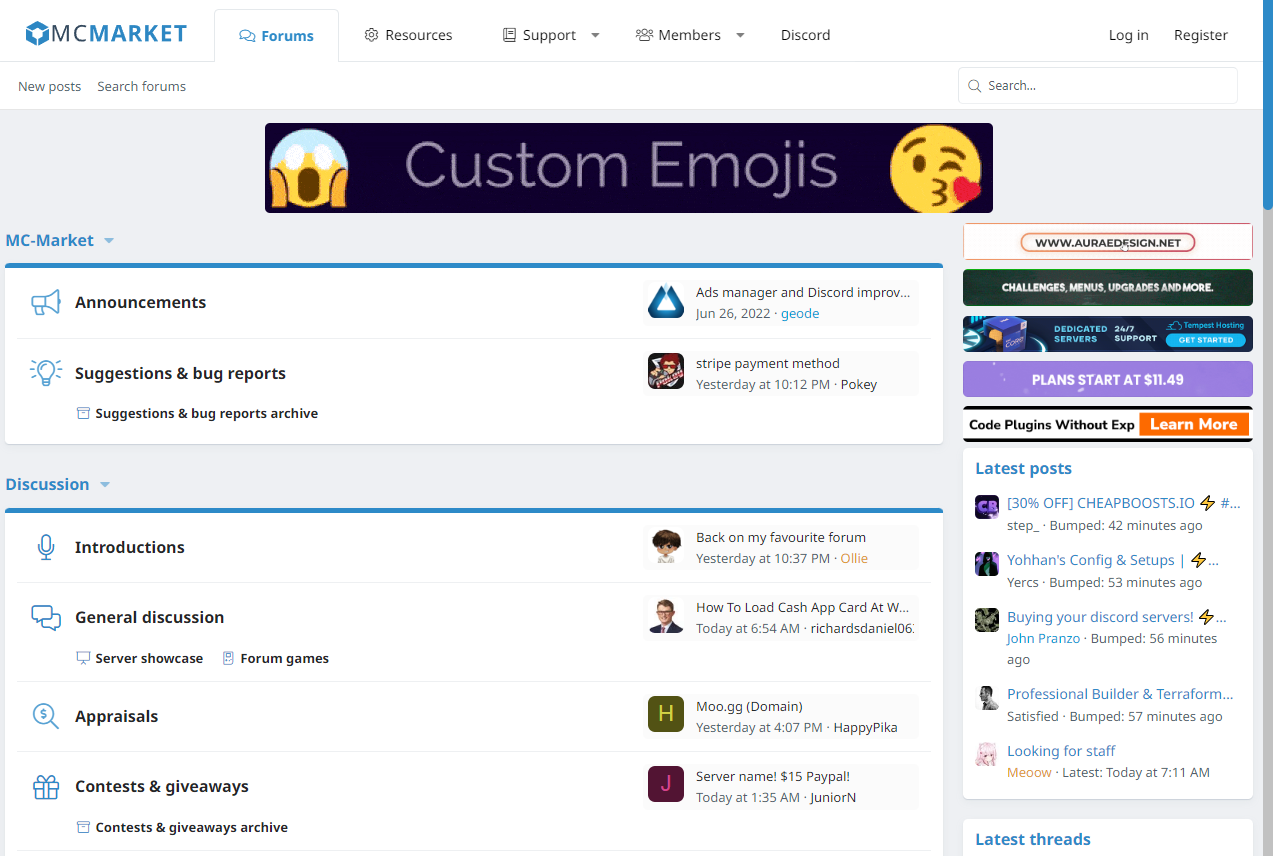 MCMARKET
Forums
Resources
Support
Members
Discord
Log in
Register
New posts
Search forums
Search...
Custom Emojis
MC-Market
Announcements
Ads manager and Discord improv...
Jun 26, 2022 · geode
Suggestions & bug reports
stripe payment method
Yesterday at 10:12 PM · Pokey
Suggestions & bug reports archive
Discussion
Introductions
Back on my favourite forum
Yesterday at 10:37 PM · Ollie
General discussion
How To Load Cash App Card At W...
Today at 6:54 AM · richardsdaniel06
Server showcase
Forum games
Appraisals
H
Moo.gg (Domain)
Yesterday at 4:07 PM · HappyPika
Contests & giveaways
J
Server name! $15 Paypal!
Today at 1:35 AM · JuniorN
Contests & giveaways archive
WWW.AURAEDESIGN.NET
CHALLENGES, MENUS, UPGRADES AND MORE.
DEDICATED SERVERS
24/7 SUPPORT
Tempest Hosting
GET STARTED
PLANS START AT $11.49
Code Plugins Without Exp
Learn More
Latest posts
CB
[30% OFF] CHEAPBOOSTS.IO ⚡ #...
step_ · Bumped: 42 minutes ago
Yohhan's Config & Setups | ⚡...
Yercs · Bumped: 53 minutes ago
Buying your discord servers! ⚡...
John Pranzo · Bumped: 56 minutes
ago
Professional Builder & Terraform...
Satisfied · Bumped: 57 minutes ago
Looking for staff
Meoow · Latest: Today at 7:11 AM
Latest threads